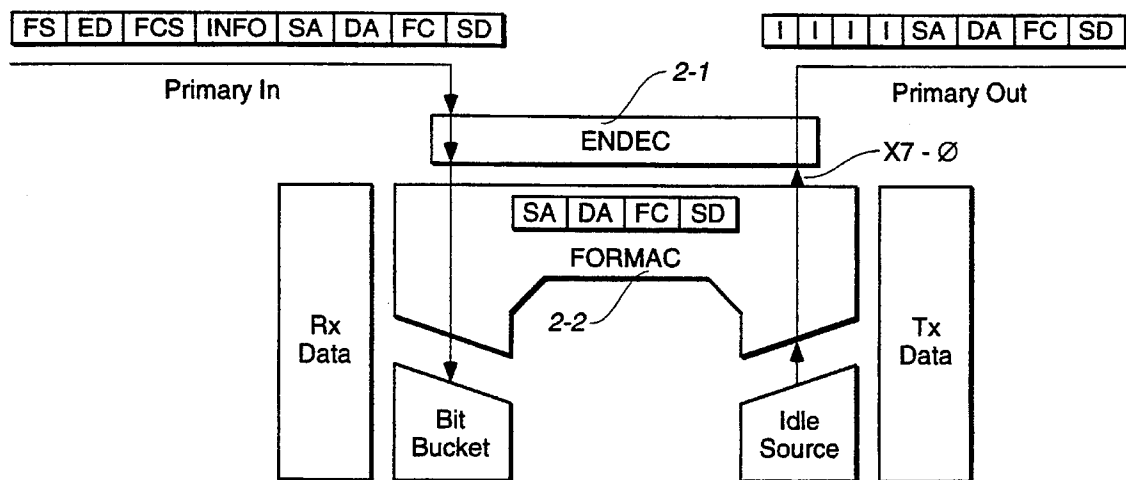 FS ED FCS INFO SA DA FC SD
I I I I SA DA FC SD
Primary In
2-1
Primary Out
ENDEC
X7 - Ø
SA DA FC SD
FORMAC
2-2
Rx
Data
Tx
Data
Bit
Bucket
Idle
Source